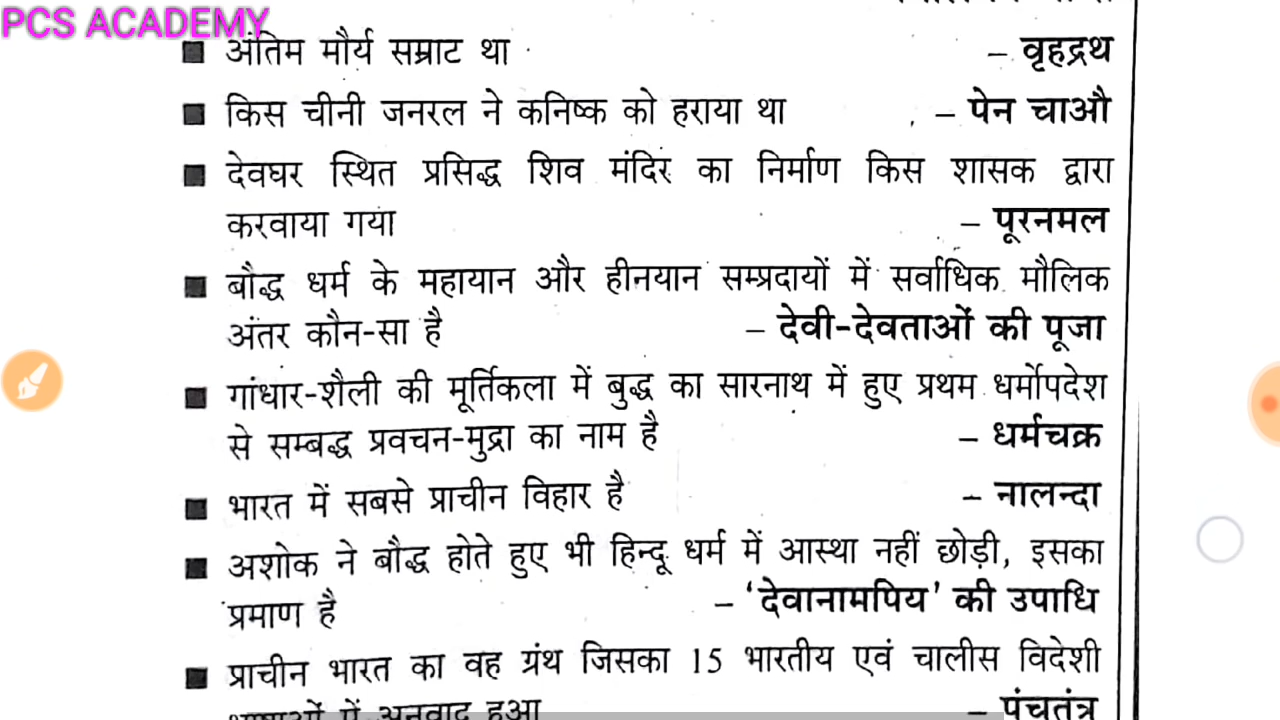 PCS ACADEMY
■ अंतिम मौर्य सम्राट था – वृहद्रथ
■ किस चीनी जनरल ने कनिष्क को हराया था – पेन चाऔ
■ देवघर स्थित प्रसिद्ध शिव मंदिर का निर्माण किस शासक द्वारा
करवाया गया – पूरनमल
■ बौद्ध धर्म के महायान और हीनयान सम्प्रदायों में सर्वाधिक मौलिक
अंतर कौन-सा है – देवी-देवताओं की पूजा
■ गांधार-शैली की मूर्तिकला में बुद्ध का सारनाथ में हुए प्रथम धर्मोपदेश
से सम्बद्ध प्रवचन-मुद्रा का नाम है – धर्मचक्र
■ भारत में सबसे प्राचीन विहार है – नालन्दा
■ अशोक ने बौद्ध होते हुए भी हिन्दू धर्म में आस्था नहीं छोड़ी, इसका
प्रमाण है – ‘देवानामपिय’ की उपाधि
■ प्राचीन भारत का वह ग्रंथ जिसका 15 भारतीय एवं चालीस विदेशी
भाषाओं में अनुवाद हुआ – पंचतंत्र